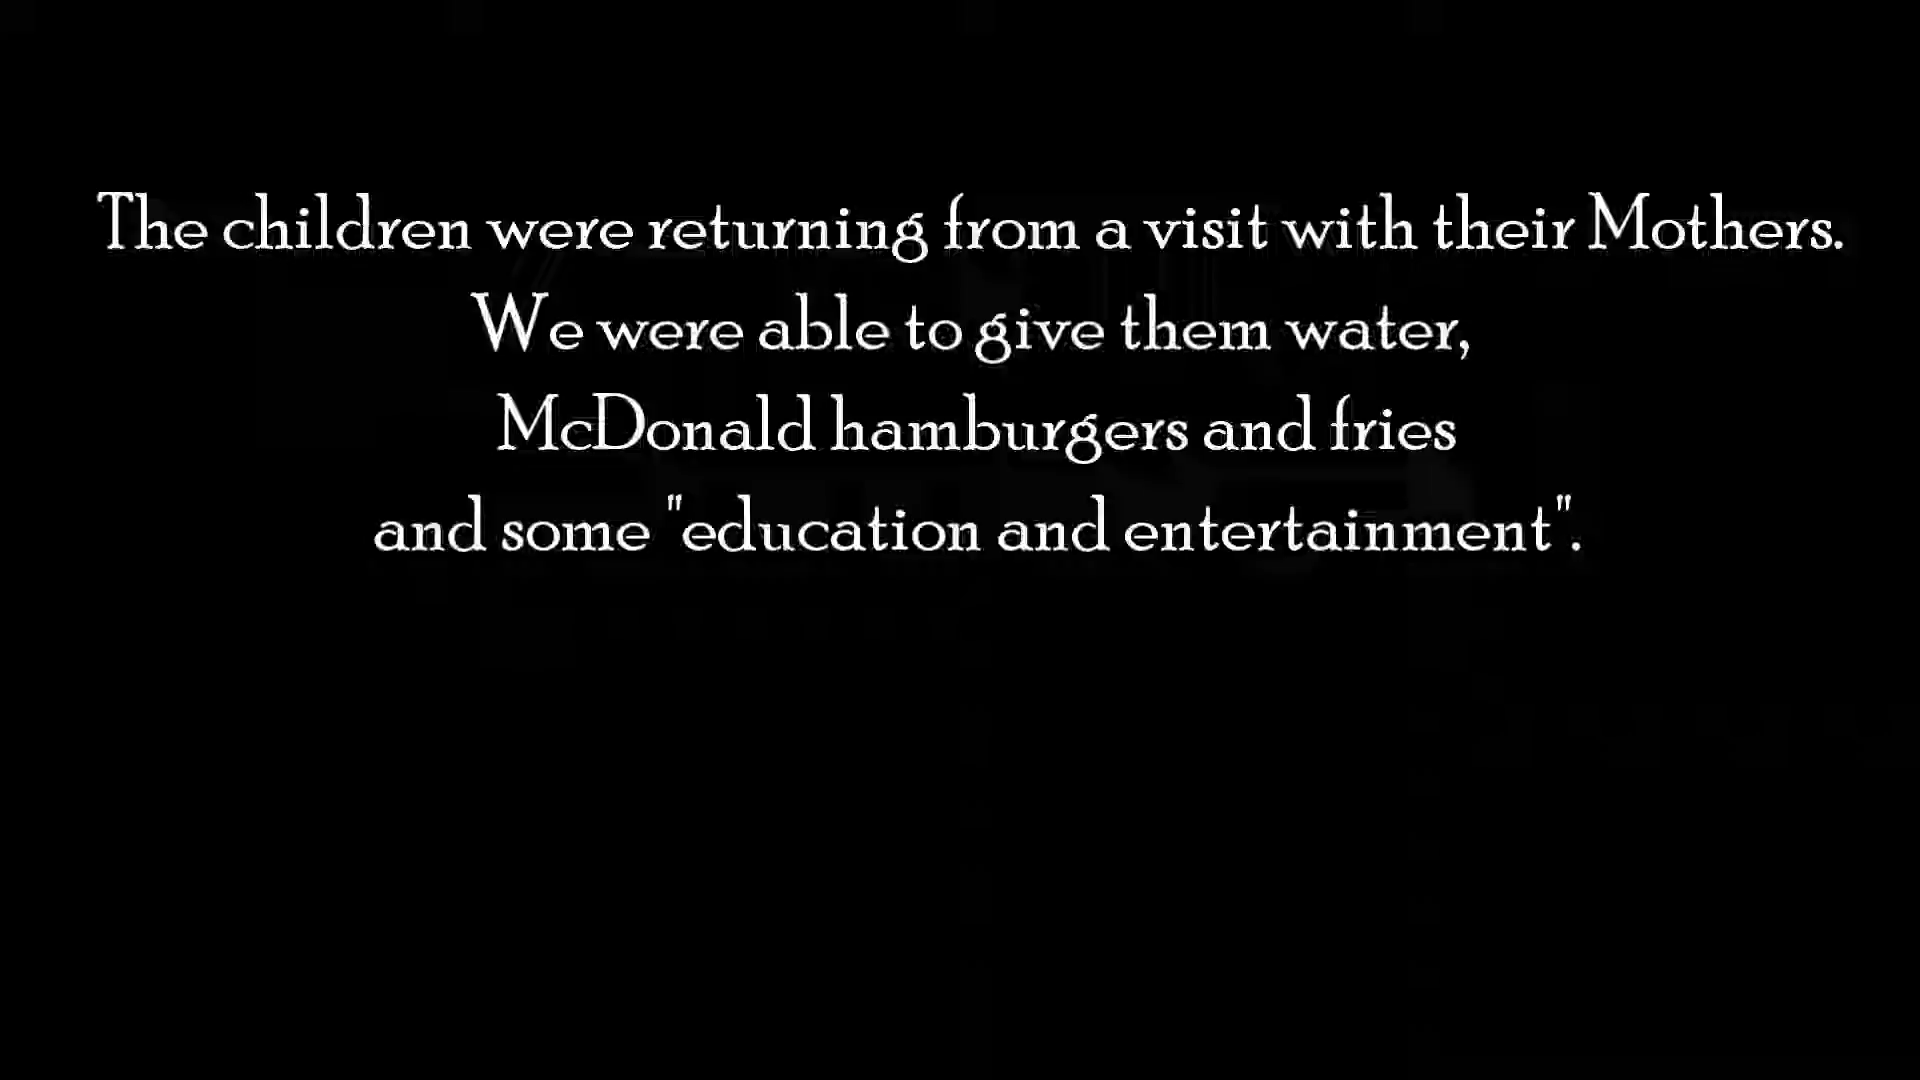 The children were returning from a visit with their Mothers.
We were able to give them water,
McDonald hamburgers and fries
and some "education and entertainment".